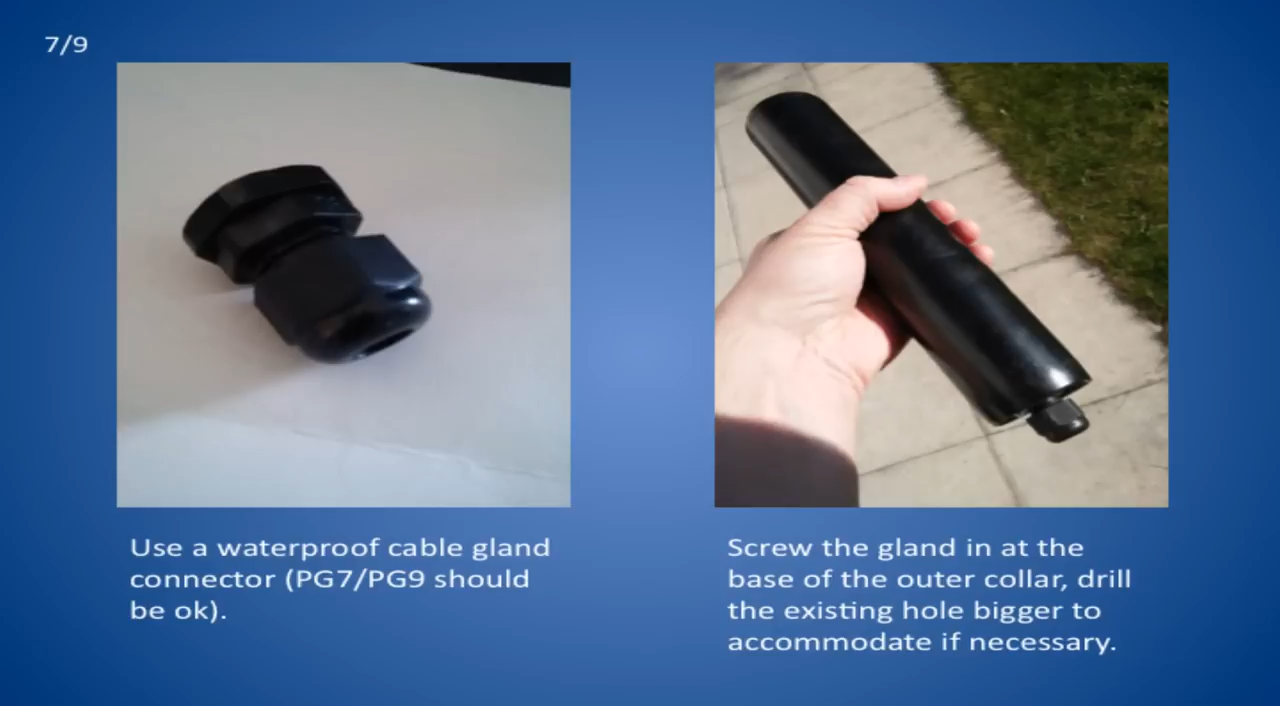 7/9
Use a waterproof cable gland
connector (PG7/PG9 should
be ok).
Screw the gland in at the
base of the outer collar, drill
the existing hole bigger to
accommodate if necessary.